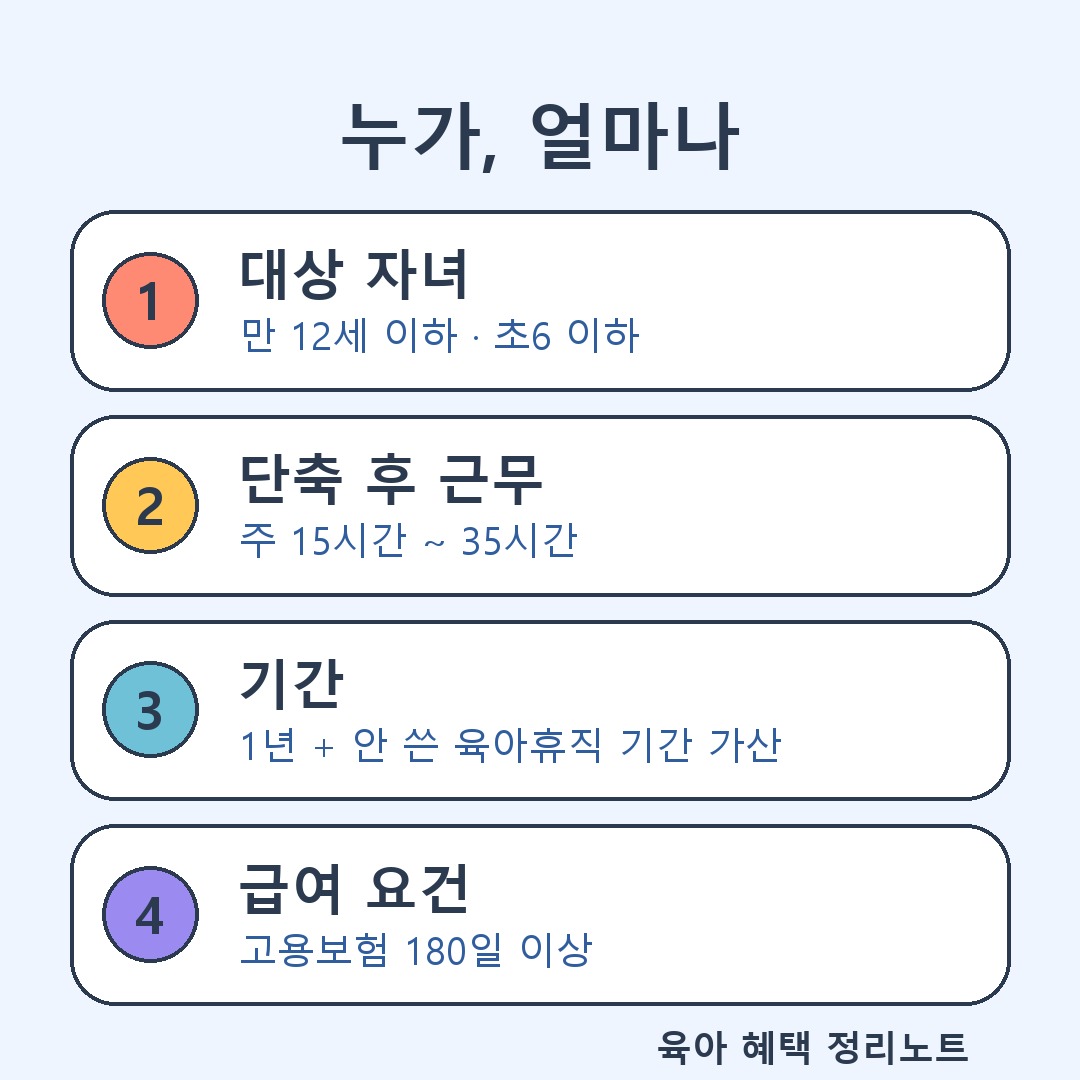 누가, 얼마나
1
대상 자녀
만 12세 이하 · 초6 이하
2
단축 후 근무
주 15시간 ~ 35시간
3
기간
1년 + 안 쓴 육아휴직 기간 가산
4
급여 요건
고용보험 180일 이상
육아 혜택 정리노트